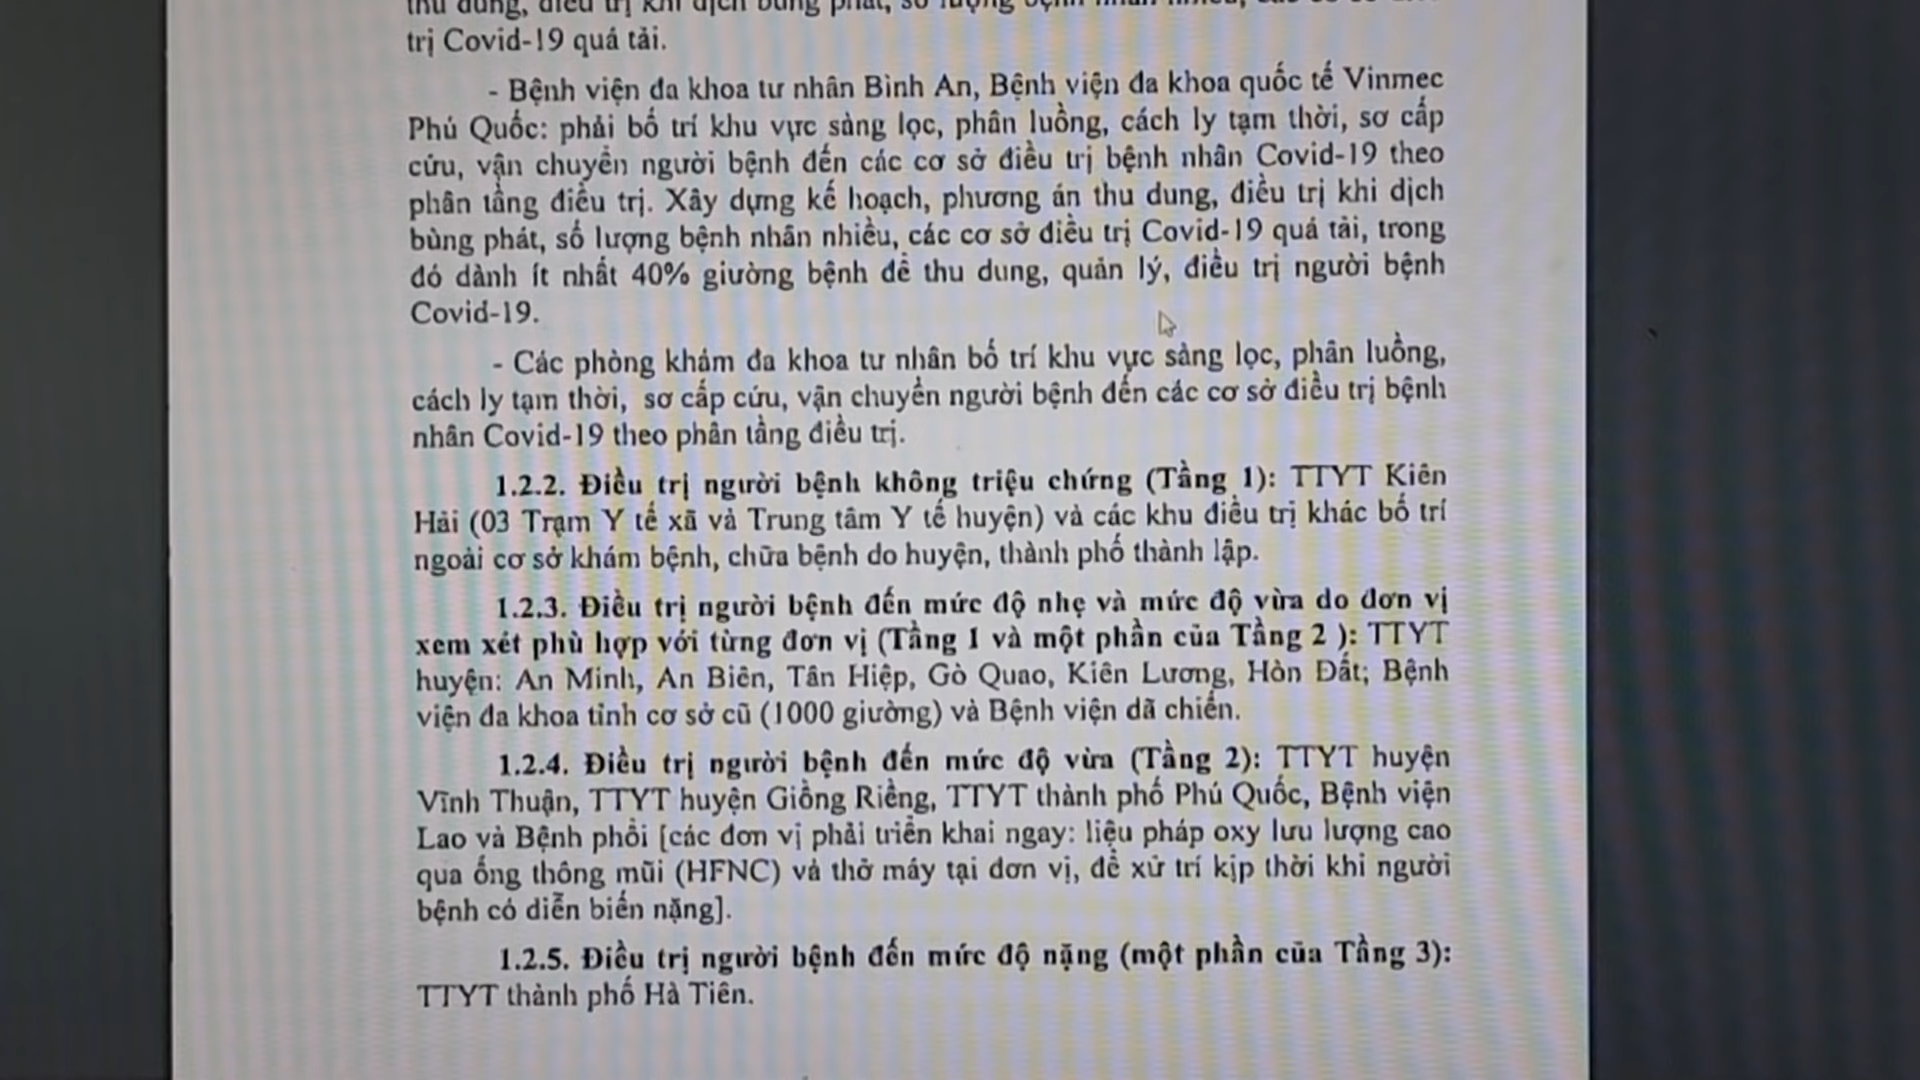 thu dung, điều trị khi dịch bùng phát, số lượng bệnh nhân nhiều, các cơ sở điều
trị Covid-19 quá tải.
- Bệnh viện đa khoa tư nhân Bình An, Bệnh viện đa khoa quốc tế Vinmec
Phú Quốc: phải bố trí khu vực sàng lọc, phân luồng, cách ly tạm thời, sơ cấp
cứu, vận chuyển người bệnh đến các cơ sở điều trị bệnh nhân Covid-19 theo
phân tầng điều trị. Xây dựng kế hoạch, phương án thu dung, điều trị khi dịch
bùng phát, số lượng bệnh nhân nhiều, các cơ sở điều trị Covid-19 quá tải, trong
đó dành ít nhất 40% giường bệnh để thu dung, quản lý, điều trị người bệnh
Covid-19.
- Các phòng khám đa khoa tư nhân bố trí khu vực sàng lọc, phân luồng,
cách ly tạm thời, sơ cấp cứu, vận chuyển người bệnh đến các cơ sở điều trị bệnh
nhân Covid-19 theo phân tầng điều trị.
1.2.2. Điều trị người bệnh không triệu chứng (Tầng 1): TTYT Kiên
Hải (03 Trạm Y tế xã và Trung tâm Y tế huyện) và các khu điều trị khác bố trí
ngoài cơ sở khám bệnh, chữa bệnh do huyện, thành phố thành lập.
1.2.3. Điều trị người bệnh đến mức độ nhẹ và mức độ vừa do đơn vị
xem xét phù hợp với từng đơn vị (Tầng 1 và một phần của Tầng 2 ): TTYT
huyện: An Minh, An Biên, Tân Hiệp, Gò Quao, Kiên Lương, Hòn Đất; Bệnh
viện đa khoa tỉnh cơ sở cũ (1000 giường) và Bệnh viện dã chiến.
1.2.4. Điều trị người bệnh đến mức độ vừa (Tầng 2): TTYT huyện
Vĩnh Thuận, TTYT huyện Giồng Riềng, TTYT thành phố Phú Quốc, Bệnh viện
Lao và Bệnh phổi [các đơn vị phải triển khai ngay: liệu pháp oxy lưu lượng cao
qua ống thông mũi (HFNC) và thở máy tại đơn vị, để xử trí kịp thời khi người
bệnh có diễn biến nặng].
1.2.5. Điều trị người bệnh đến mức độ nặng (một phần của Tầng 3):
TTYT thành phố Hà Tiên.